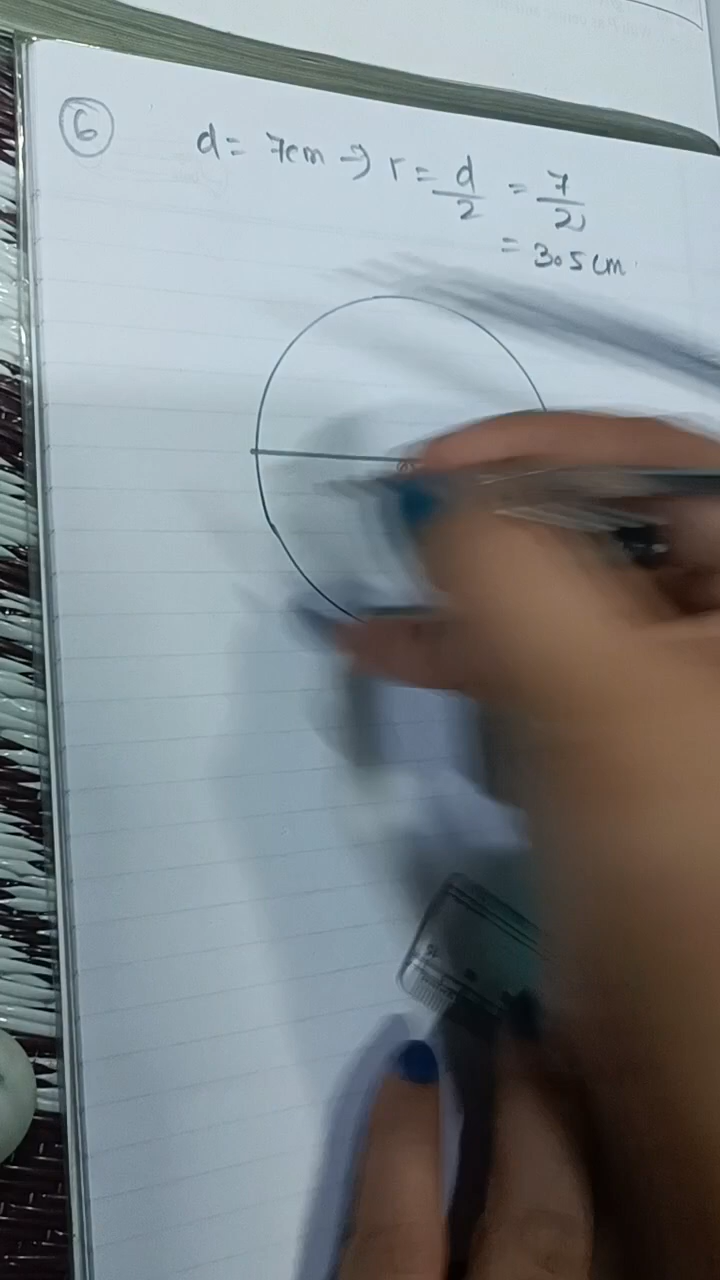 6
d = 7cm ⇒ r = d/2 = 7/2
= 3.5 cm